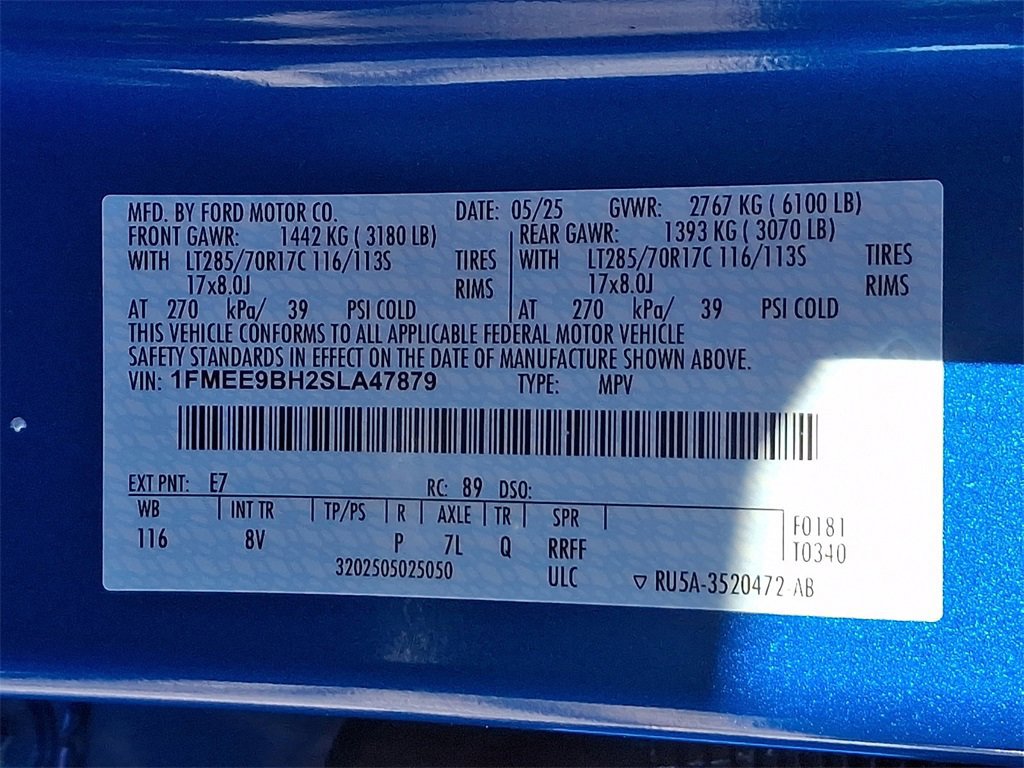 MFD. BY FORD MOTOR CO. DATE: 05/25 GVWR: 2767 KG ( 6100 LB)
FRONT GAWR: 1442 KG ( 3180 LB) REAR GAWR: 1393 KG ( 3070 LB)
WITH LT285/70R17C 116/113S TIRES WITH LT285/70R17C 116/113S TIRES
17x8.0J RIMS 17x8.0J RIMS
AT 270 kPa/ 39 PSI COLD AT 270 kPa/ 39 PSI COLD
THIS VEHICLE CONFORMS TO ALL APPLICABLE FEDERAL MOTOR VEHICLE
SAFETY STANDARDS IN EFFECT ON THE DATE OF MANUFACTURE SHOWN ABOVE.
VIN: 1FMEE9BH2SLA47879 TYPE: MPV
EXT PNT: E7 RC: 89 DSO:
WB INT TR TP/PS R AXLE TR SPR F0181
116 8V P 7L Q RRFF T0340
3202505025050 ULC ▽ RU5A-3520472-AB